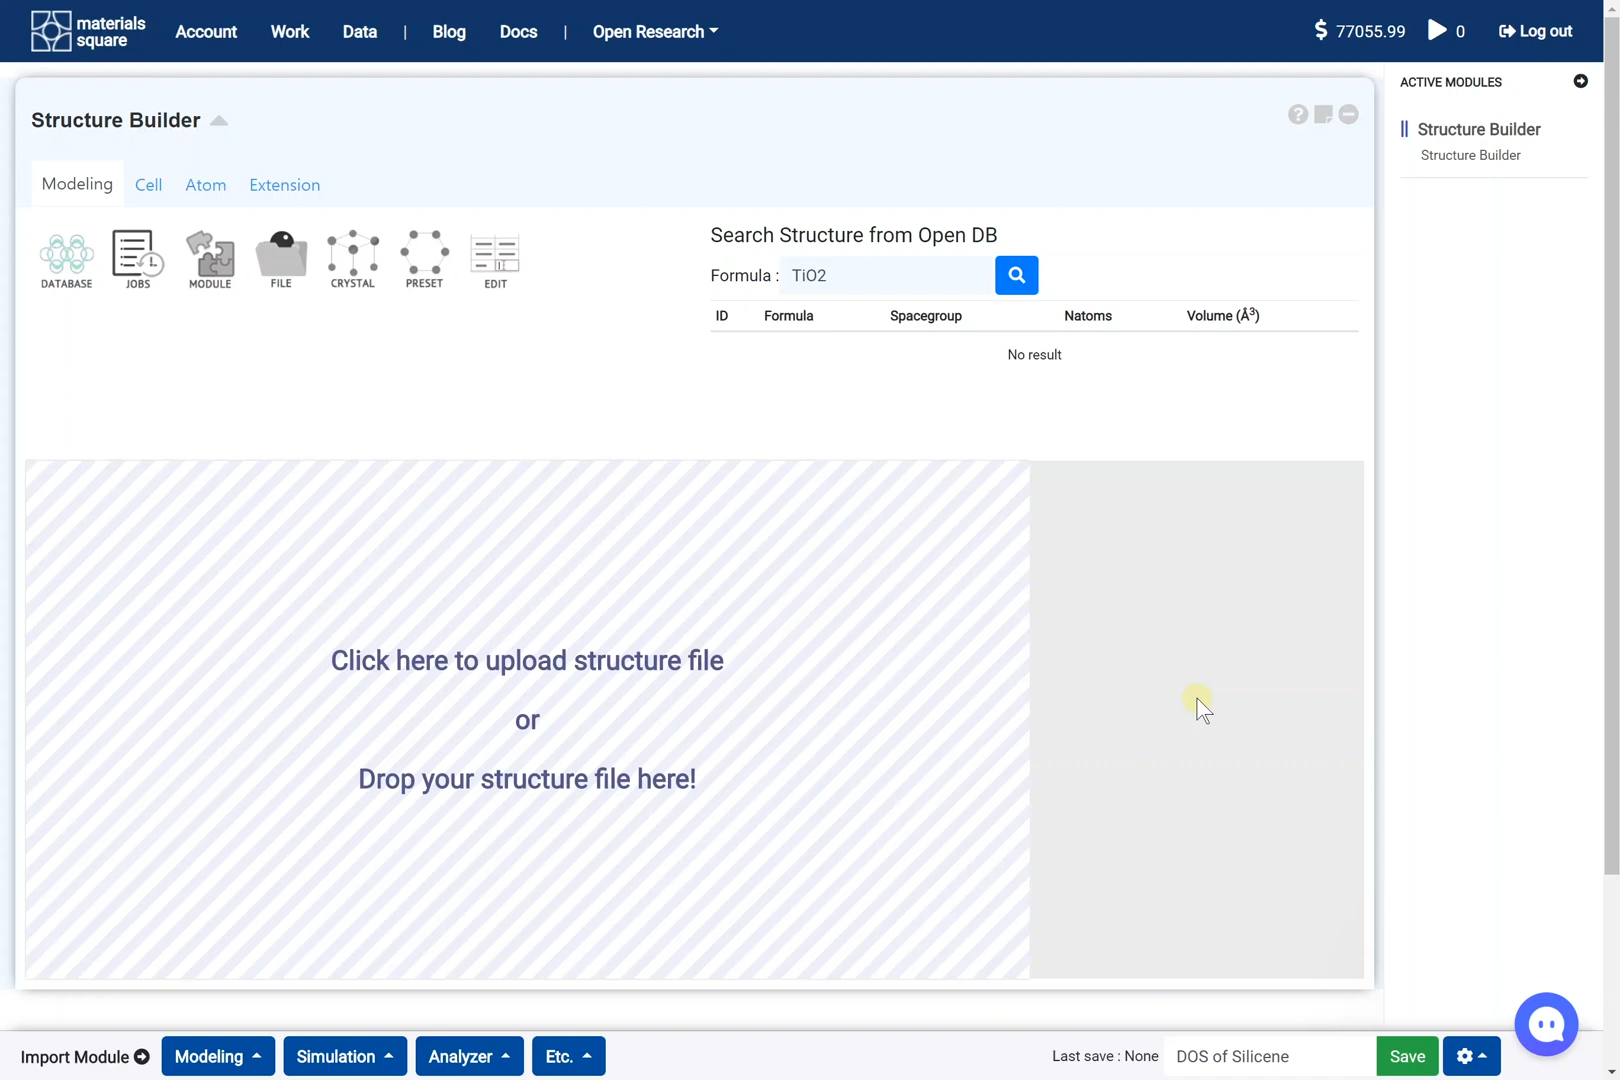 materials
square
Account Work Data | Blog Docs | Open Research
$ 77055.99 0 Log out
Structure Builder
Modeling Cell Atom Extension
DATABASE JOBS MODULE FILE CRYSTAL PRESET EDIT
Search Structure from Open DB
Formula : TiO2
ID Formula Spacegroup Natoms Volume (Å³)
No result
Click here to upload structure file
or
Drop your structure file here!
ACTIVE MODULES
Structure Builder
Structure Builder
Import Module Modeling Simulation Analyzer Etc. Last save : None DOS of Silicene Save